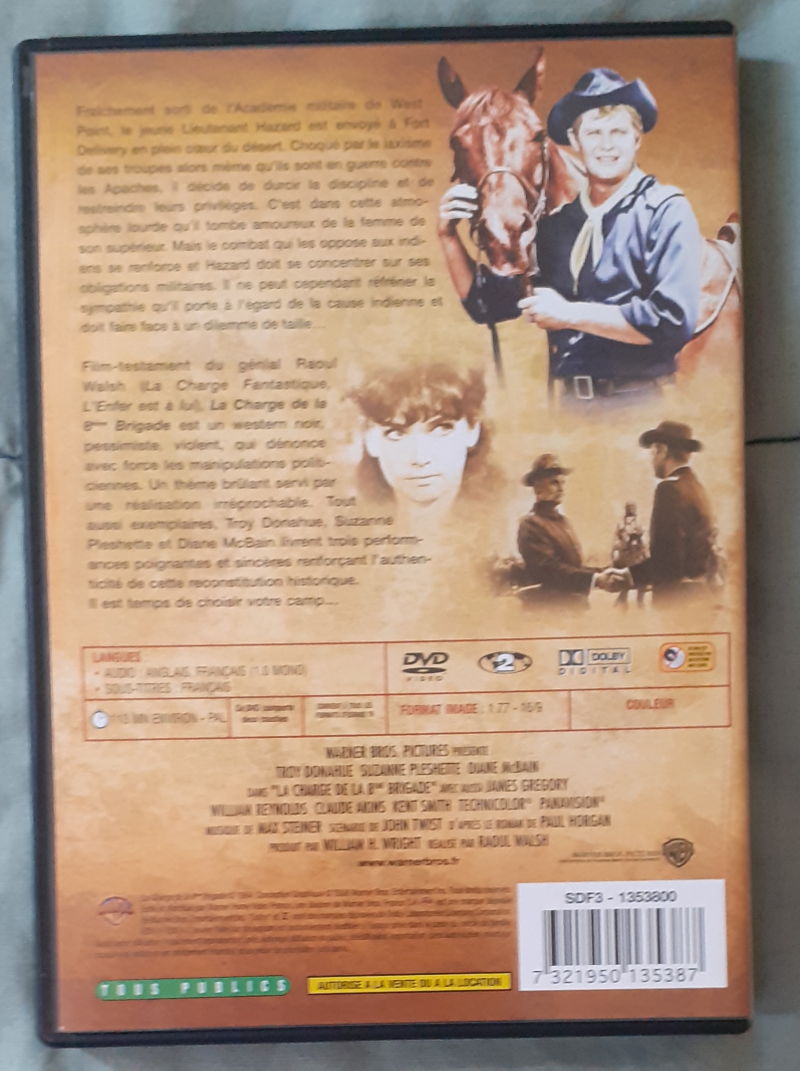 Fraîchement sorti de l'Académie militaire de West
Point, le jeune Lieutenant Hazard est envoyé à Fort
Delivery en plein cœur du désert. Choqué par le laxisme
de ses troupes alors même qu'ils sont en guerre contre
les Apaches, il décide de durcir la discipline et de
restreindre leurs privilèges. C'est dans cette atmo-
sphère lourde qu'il tombe amoureux de la femme de
son supérieur. Mais le combat qui les oppose aux indi-
ens se renforce et Hazard doit se concentrer sur ses
obligations militaires. Il ne peut cependant réfréner la
sympathie qu'il porte à l'égard de la cause indienne et
doit faire face à un dilemme de taille...
Film-testament du génial Raoul
Walsh (La Charge Fantastique,
L'Enfer est à lui), La Charge de la
8ème Brigade est un western noir,
pessimiste, violent, qui dénonce
avec force les manipulations politi-
ciennes. Un thème brûlant servi par
une réalisation irréprochable. Tout
aussi exemplaires, Troy Donahue, Suzanne
Pleshette et Diane McBain livrent trois perform-
ances poignantes et sincères renforçant l'authen-
ticité de cette reconstitution historique.
Il est temps de choisir votre camp...
LANGUES
• AUDIO : ANGLAIS, FRANÇAIS (1.0 MONO)
• SOUS-TITRES : FRANÇAIS
DVD VIDEO
2
DOLBY DIGITAL
110 MN ENVIRON - PAL
Ce DVD comporte deux couches
FORMAT IMAGE : 1.77 - 16/9
COULEUR
WARNER BROS. PICTURES PRÉSENTE
TROY DONAHUE SUZANNE PLESHETTE DIANE McBAIN
DANS "LA CHARGE DE LA 8ÈME BRIGADE" AVEC AUSSI JAMES GREGORY
WILLIAM REYNOLDS CLAUDE AKINS KENT SMITH TECHNICOLOR® PANAVISION®
MUSIQUE DE MAX STEINER SCÉNARIO DE JOHN TWIST D'APRÈS LE ROMAN DE PAUL HORGAN
PRODUIT PAR WILLIAM H. WRIGHT RÉALISÉ PAR RAOUL WALSH
www.warnerbros.fr
SDF3 - 1353800
7 321950 135387
TOUS PUBLICS
AUTORISE A LA VENTE OU A LA LOCATION